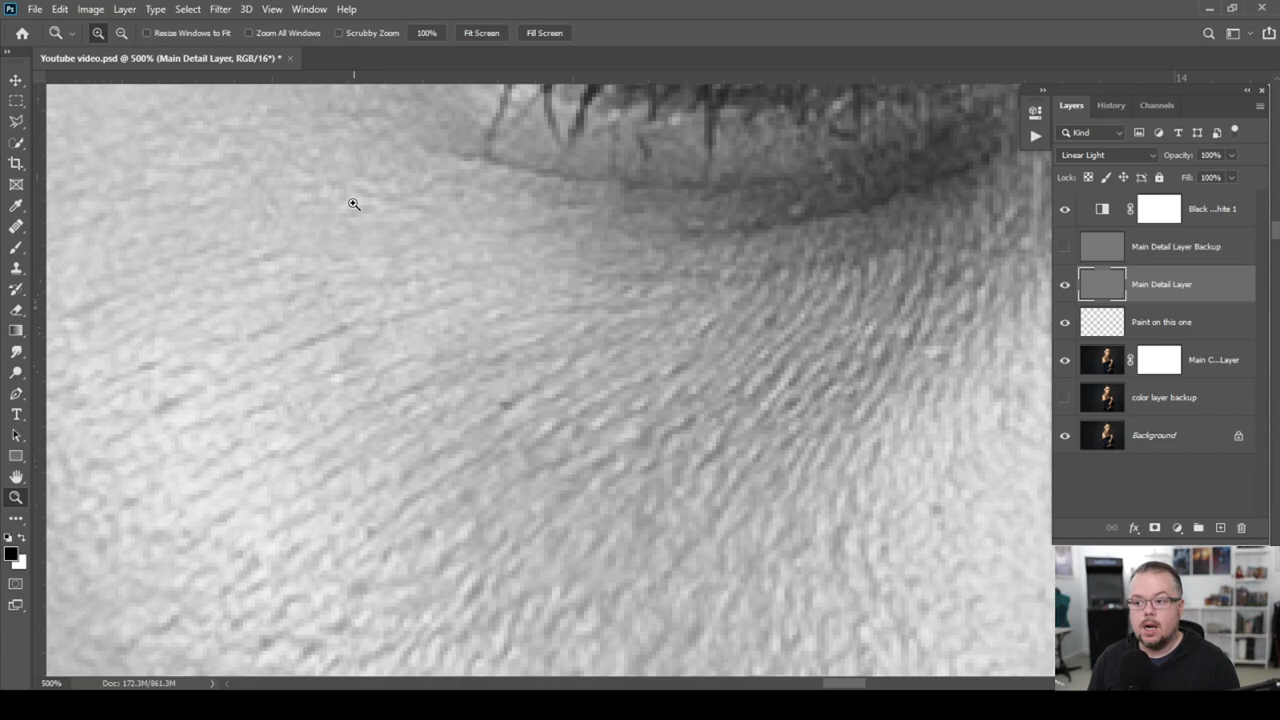 Ps File Edit Image Layer Type Select Filter 3D View Window Help
Resize Windows to Fit Zoom All Windows Scrubby Zoom 100% Fit Screen Fill Screen
Youtube video.psd @ 500% (Main Detail Layer, RGB/16*) *
14
Layers History Channels
Kind
Linear Light Opacity: 100%
Lock: Fill: 100%
Black ...hite 1
Main Detail Layer Backup
Main Detail Layer
Paint on this one
Main C...Layer
color layer backup
Background
500% Doc: 172.3M/861.3M